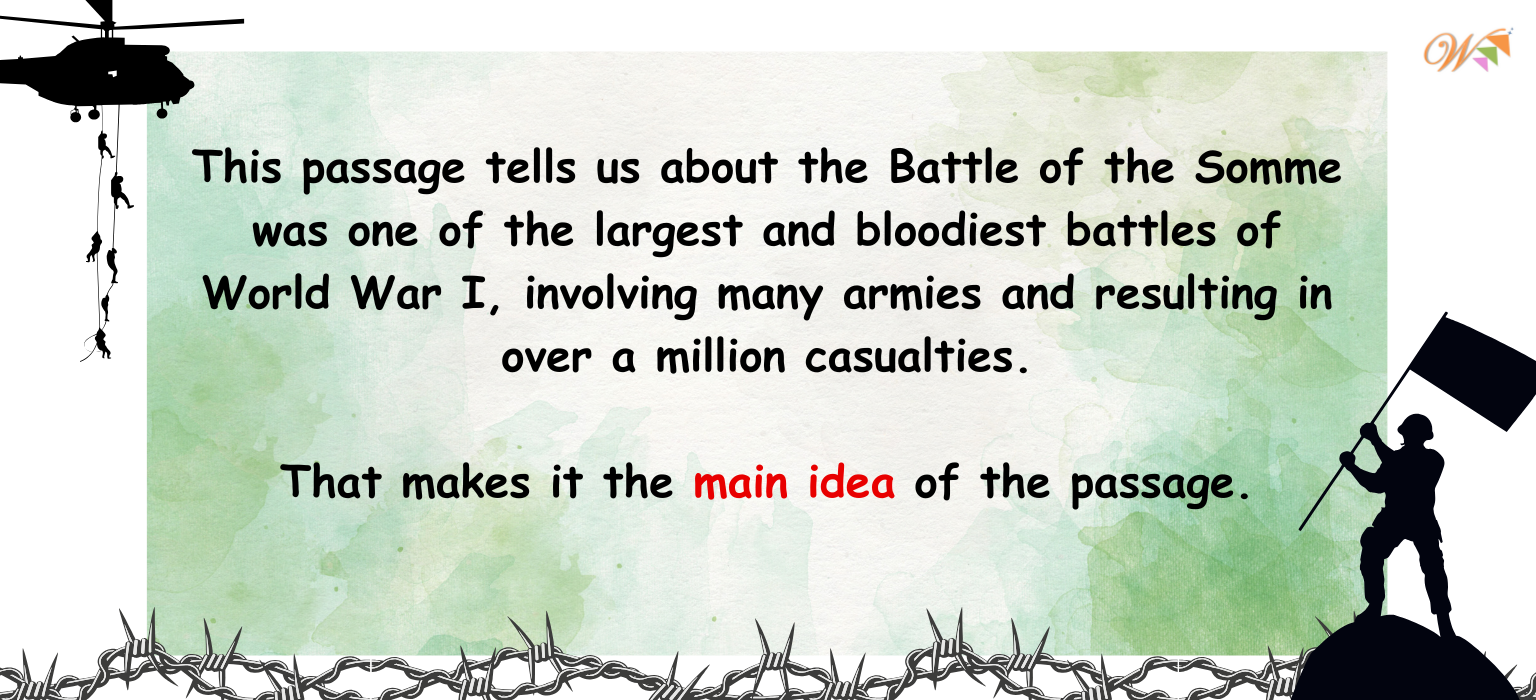 W
This passage tells us about the Battle of the Somme
was one of the largest and bloodiest battles of
World War I, involving many armies and resulting in
over a million casualties.
That makes it the main idea of the passage.